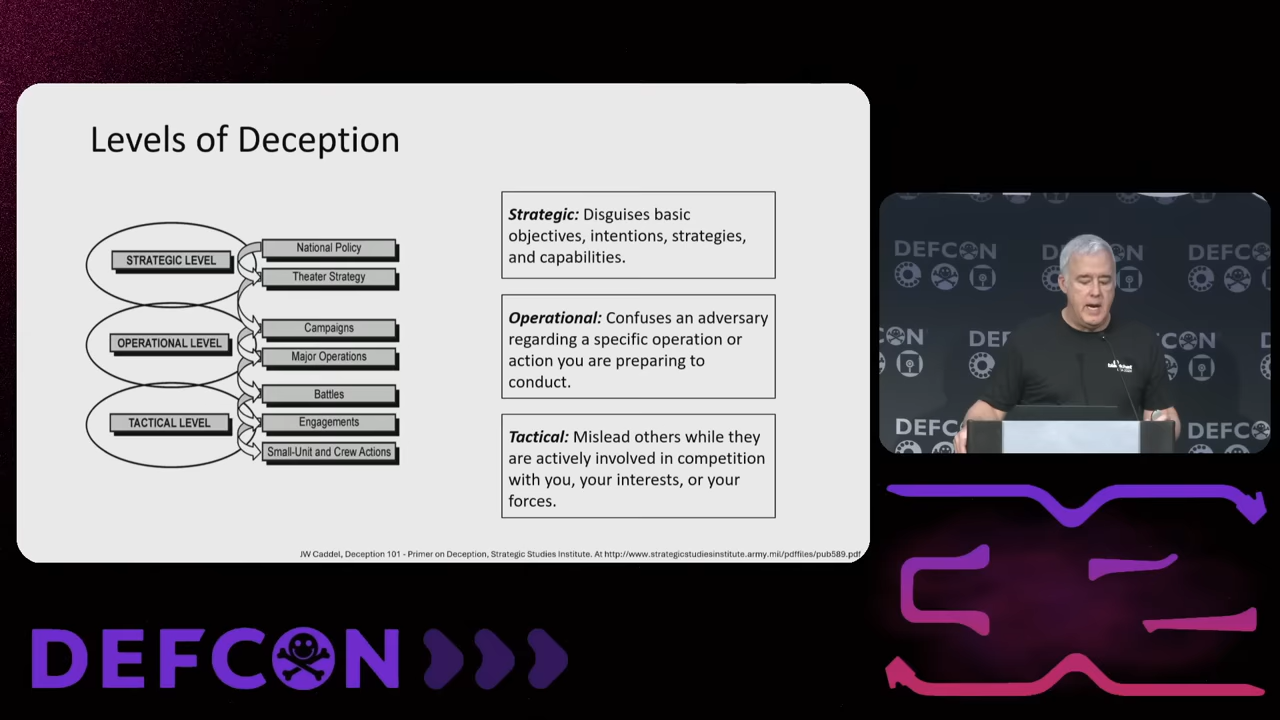 Levels of Deception
STRATEGIC LEVEL
OPERATIONAL LEVEL
TACTICAL LEVEL
National Policy
Theater Strategy
Campaigns
Major Operations
Battles
Engagements
Small-Unit and Crew Actions
Strategic: Disguises basic
objectives, intentions, strategies,
and capabilities.
Operational: Confuses an adversary
regarding a specific operation or
action you are preparing to
conduct.
Tactical: Mislead others while they
are actively involved in competition
with you, your interests, or your
forces.
JW Caddel, Deception 101 - Primer on Deception, Strategic Studies Institute. At http://www.strategicstudiesinstitute.army.mil/pdffiles/pub589.pdf
DEFCON
DEFCON
DEFCON
DEFCON